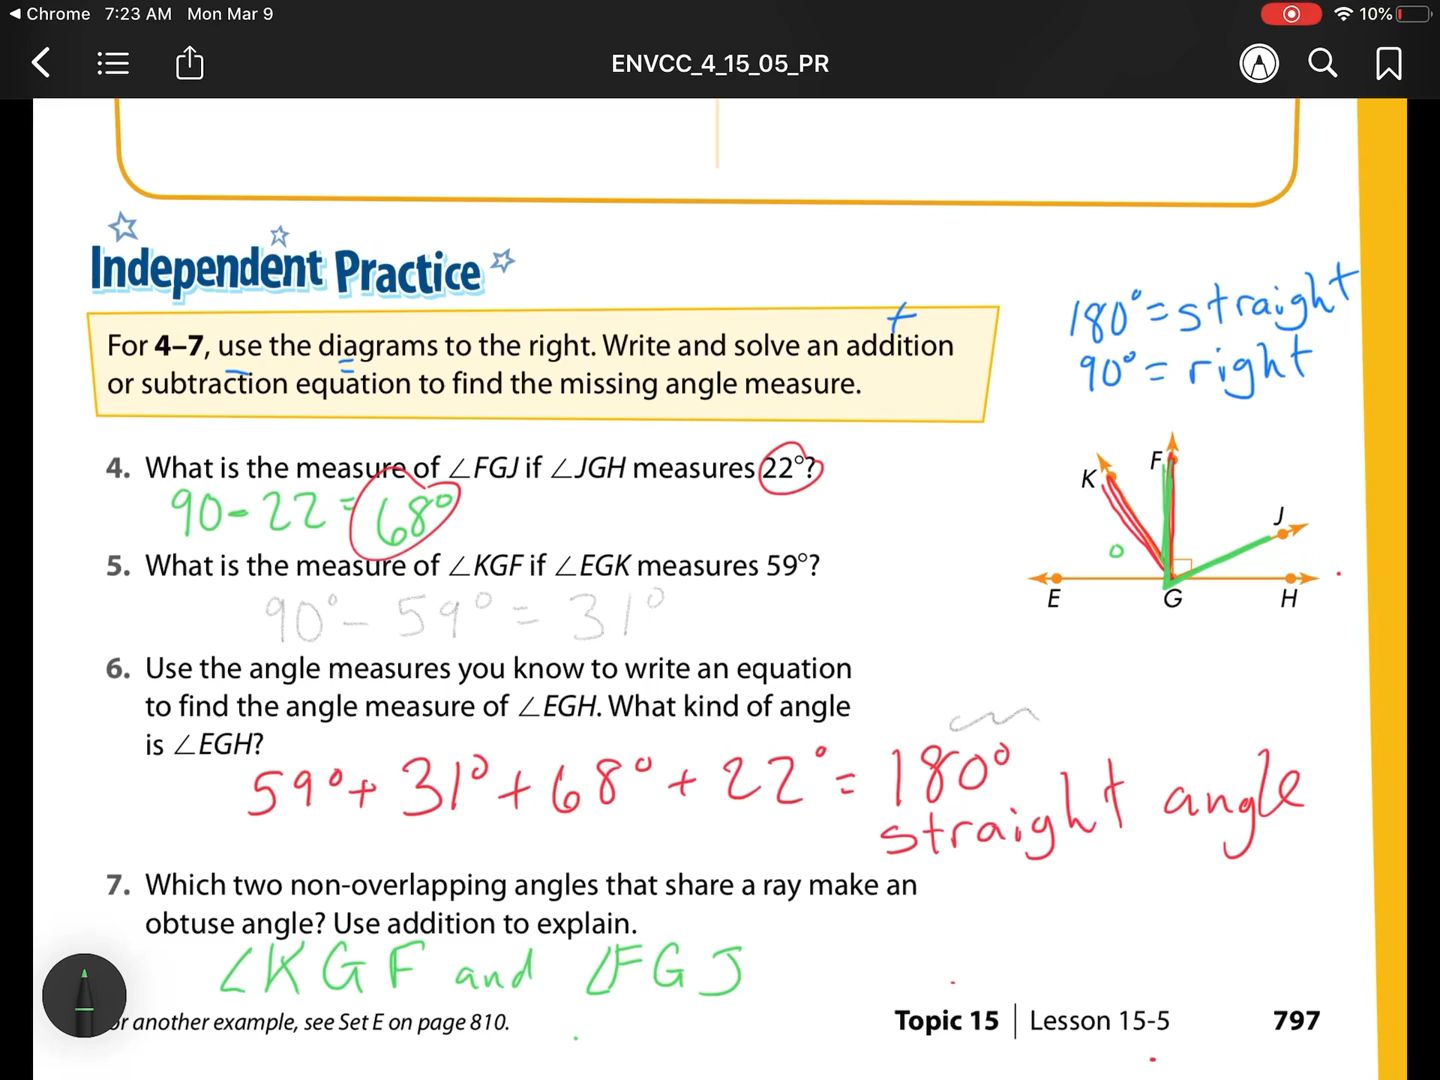 Chrome 7:23 AM Mon Mar 9
10%
ENVCC_4_15_05_PR
Independent Practice
180° = straight
90° = right
+
For 4–7, use the diagrams to the right. Write and solve an addition
or subtraction equation to find the missing angle measure.
4. What is the measure of ∠FGJ if ∠JGH measures 22°?
90 - 22 = 68°
5. What is the measure of ∠KGF if ∠EGK measures 59°?
90° - 59° = 31°
K F J
E G H
6. Use the angle measures you know to write an equation
to find the angle measure of ∠EGH. What kind of angle
is ∠EGH?
59° + 31° + 68° + 22° = 180°
straight angle
7. Which two non-overlapping angles that share a ray make an
obtuse angle? Use addition to explain.
∠KGF and ∠FGJ
or another example, see Set E on page 810.
Topic 15 | Lesson 15-5 797